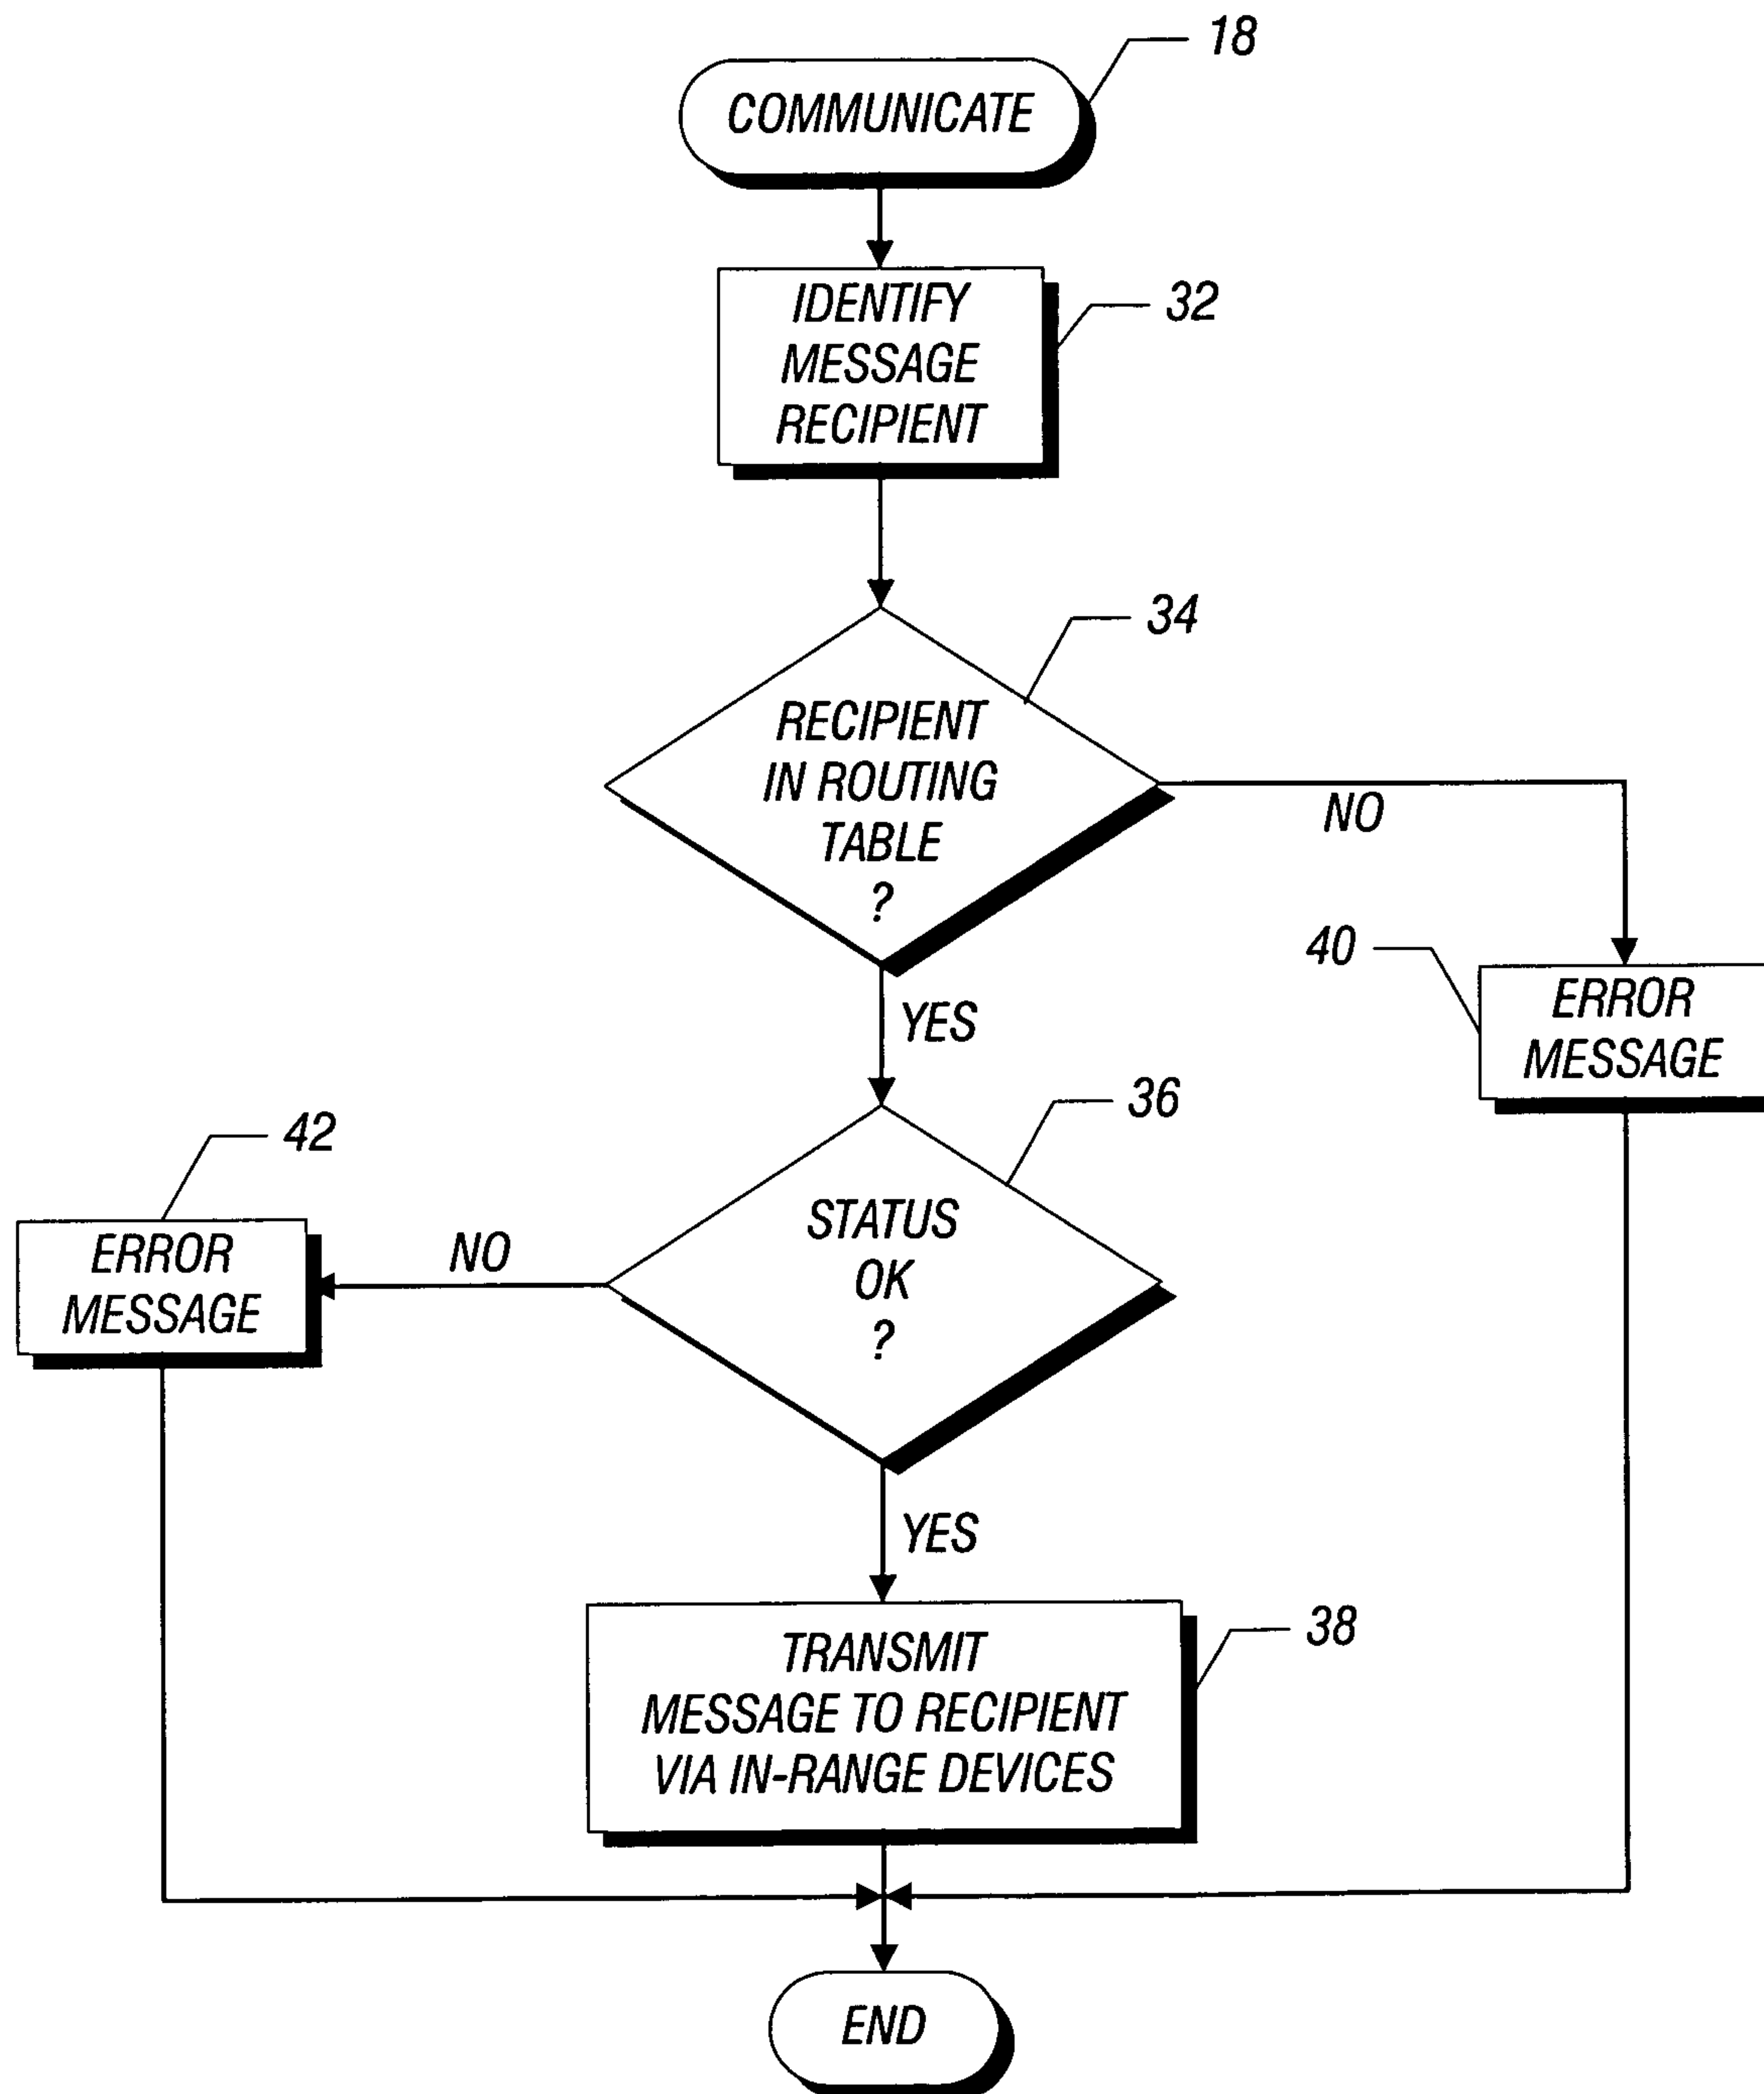 18
COMMUNICATE
IDENTIFY
MESSAGE
RECIPIENT
32
34
RECIPIENT
IN ROUTING
TABLE
?
NO
40
ERROR
MESSAGE
YES
36
42
ERROR
MESSAGE
NO
STATUS
OK
?
YES
38
TRANSMIT
MESSAGE TO RECIPIENT
VIA IN-RANGE DEVICES
END